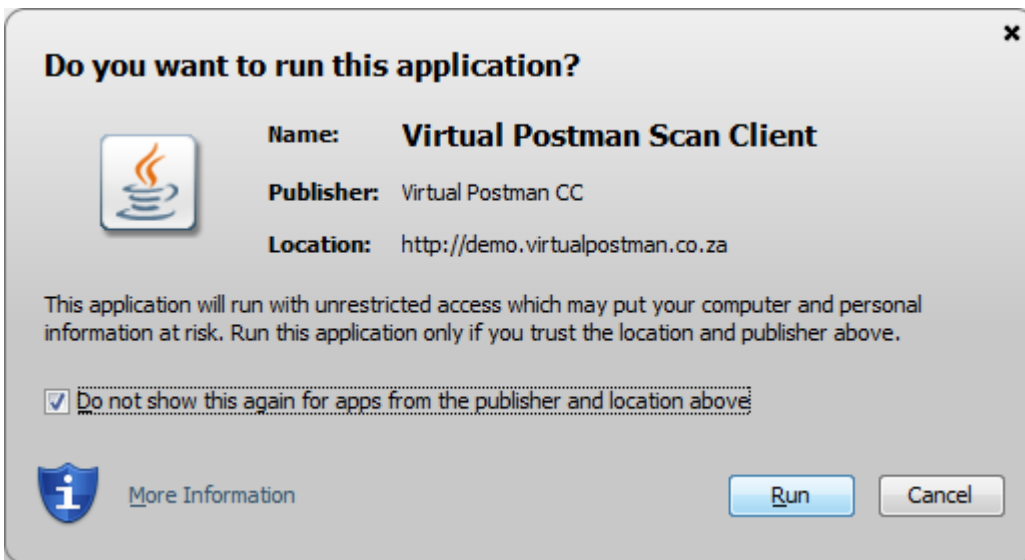 Do you want to run this application?
Name: Virtual Postman Scan Client
Publisher: Virtual Postman CC
Location: http://demo.virtualpostman.co.za
This application will run with unrestricted access which may put your computer and personal
information at risk. Run this application only if you trust the location and publisher above.
Do not show this again for apps from the publisher and location above
More Information Run Cancel